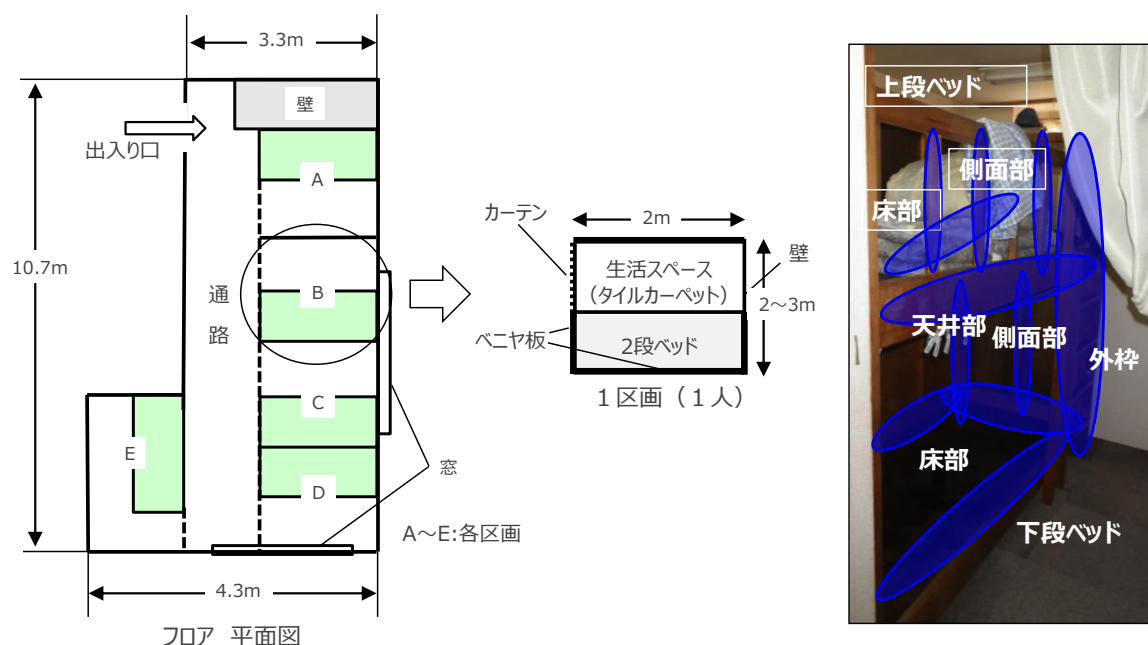 3.3m
壁
出入り口
A
10.7m
通
路
B
C
E
D
窓
A～E:各区画
4.3m
フロア 平面図
カーテン
2m
壁
生活スペース
(タイルカーペット)
2～3m
ベニヤ板
2段ベッド
１区画（１人）
上段ベッド
側面部
床部
天井部
側面部
外枠
床部
下段ベッド